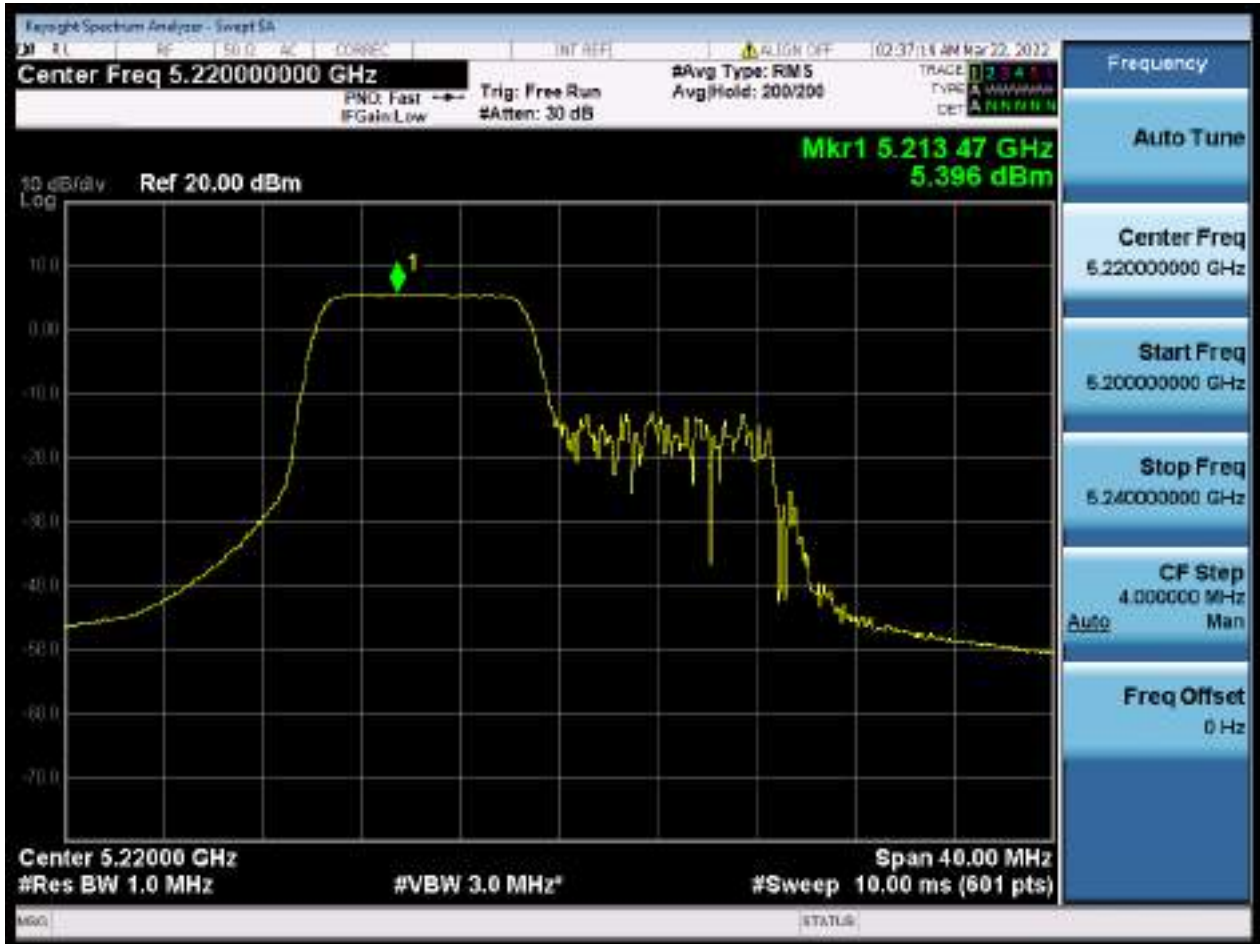 Keysight Spectrum Analyzer - Swept SA
RL RF 50 Ω AC CORREC INT REF ALIGN OFF AM Mar 22, 2022
Center Freq 5.220000000 GHz
PNO: Fast
IFGain:Low
Trig: Free Run
#Atten: 30 dB
#Avg Type: RMS
Avg|Hold: 200/200
TRACE 1 2 3 4 5 6
TYPE A WWWWW
DET A N N N N N
Mkr1 5.213 47 GHz
5.396 dBm
10 dB/div Ref 20.00 dBm
Log
1
10.0
0.00
-10.0
-20.0
-30.0
-40.0
-50.0
-60.0
-70.0
Center 5.22000 GHz
Span 40.00 MHz
#Res BW 1.0 MHz
#VBW 3.0 MHz*
#Sweep 10.00 ms (601 pts)
MSG
STATUS
Frequency
Auto Tune
Center Freq
5.220000000 GHz
Start Freq
5.200000000 GHz
Stop Freq
5.240000000 GHz
CF Step
4.000000 MHz
Auto Man
Freq Offset
0 Hz